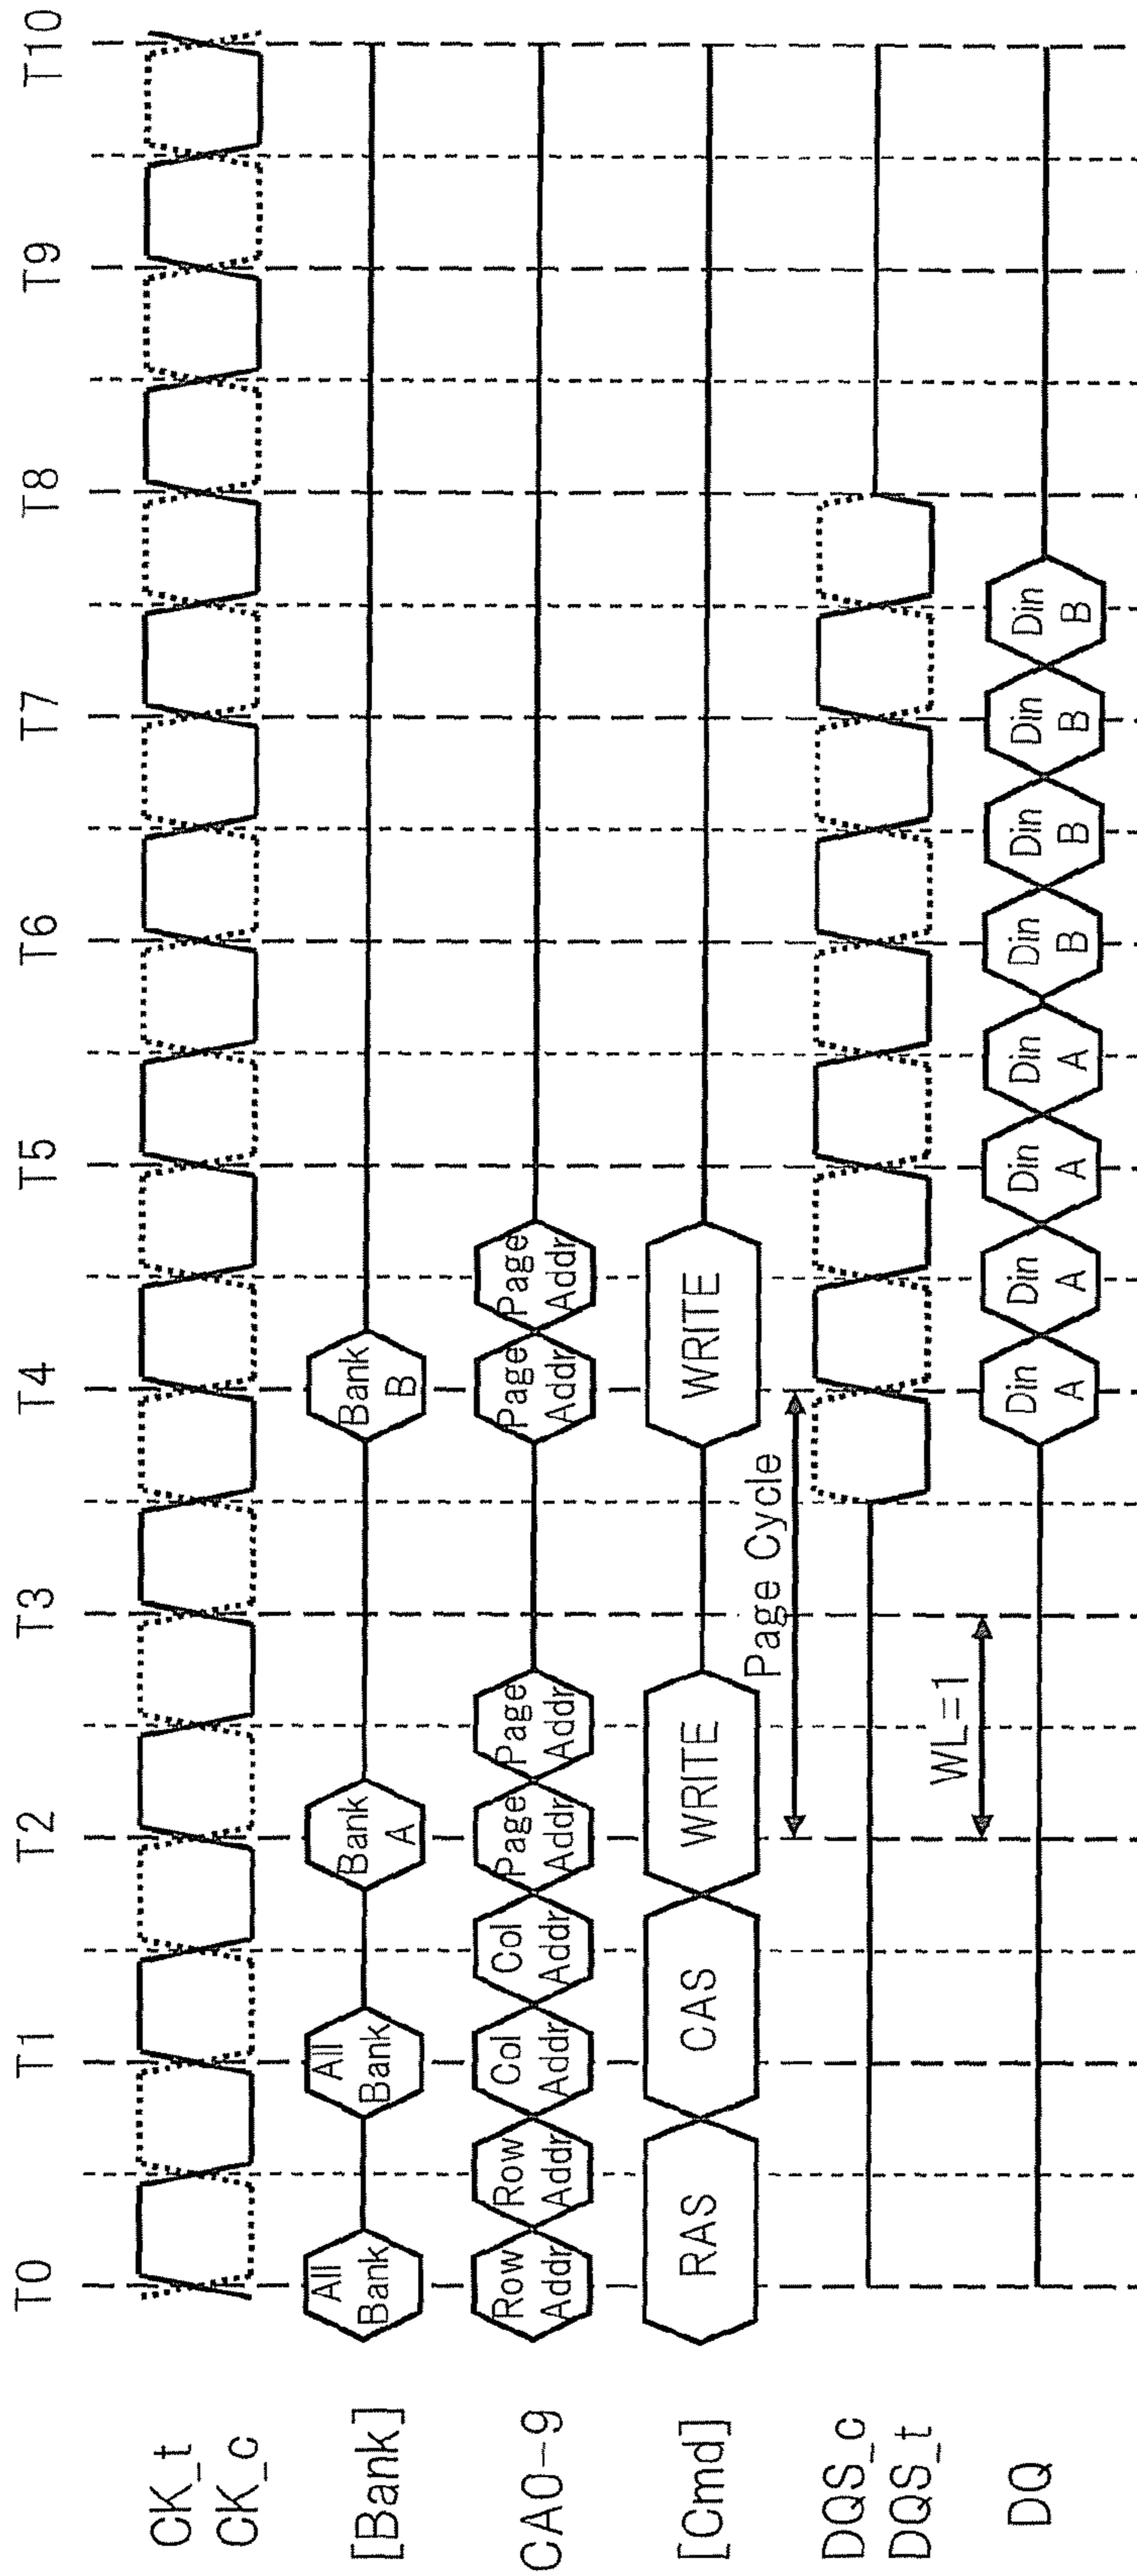 T0 T1 T2 T3 T4 T5 T6 T7 T8 T9 T10
CK_t
CK_c
[Bank]
All
Bank
All
Bank
Bank
A
Bank
B
CA0-9
Row
Addr
Row
Addr
Col
Addr
Col
Addr
Page
Addr
Page
Addr
Page
Addr
Page
Addr
[Cmd]
RAS
CAS
WRITE
WRITE
Page Cycle
DQS_c
DQS_t
WL=1
DQ
Din
A
Din
A
Din
A
Din
A
Din
B
Din
B
Din
B
Din
B